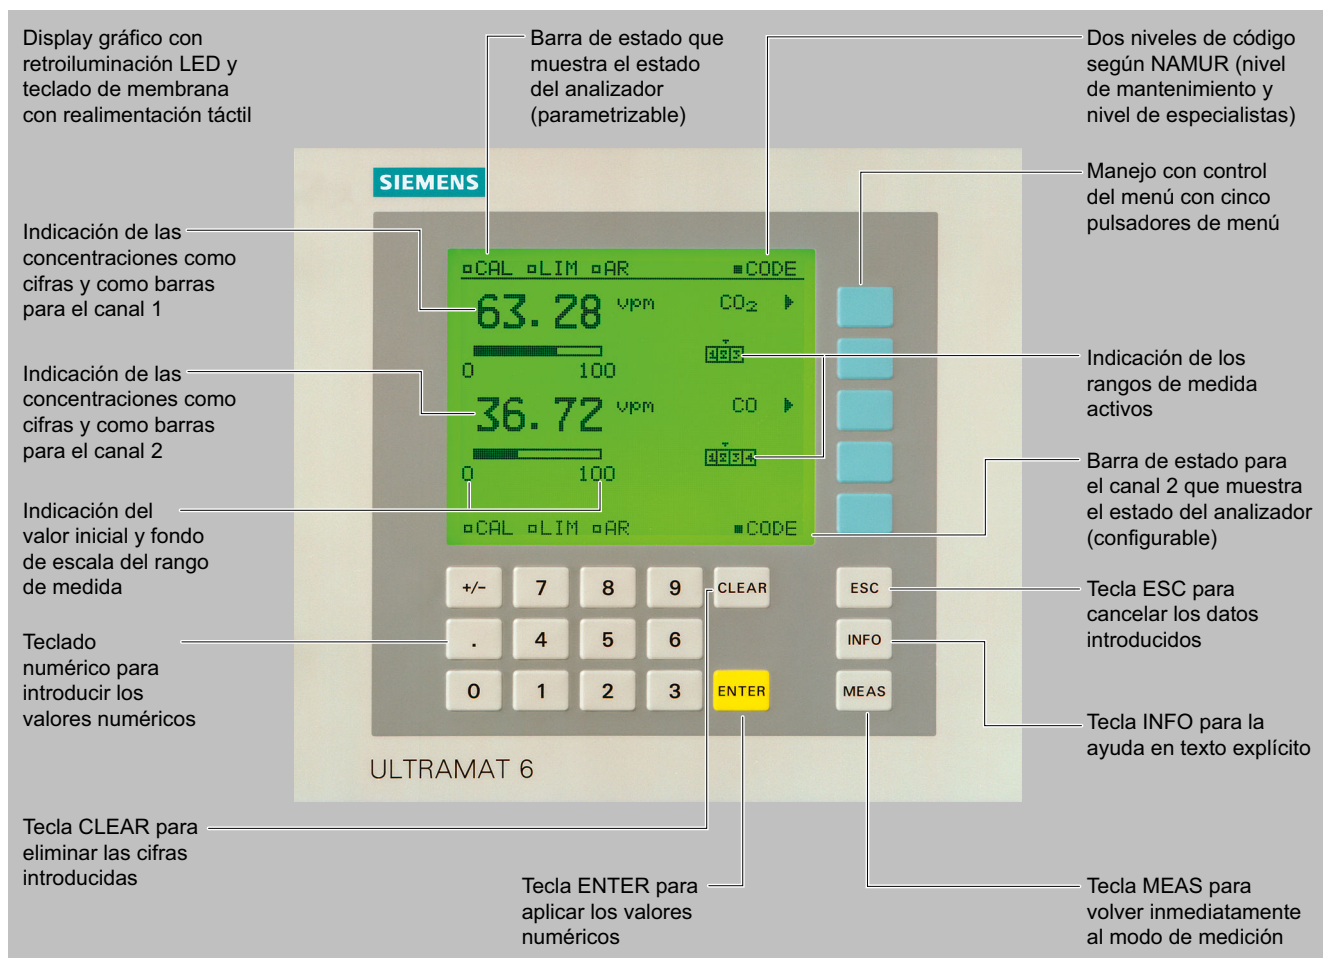 Display gráfico con
retroiluminación LED y
teclado de membrana
con realimentación táctil
Barra de estado que
muestra el estado
del analizador
(parametrizable)
Dos niveles de código
según NAMUR (nivel
de mantenimiento y
nivel de especialistas)
SIEMENS
Manejo con control
del menú con cinco
pulsadores de menú
Indicación de las
concentraciones como
cifras y como barras
para el canal 1
CAL LIM AR CODE
63.28 vpm CO₂
1 2 3
0 100
Indicación de los
rangos de medida
activos
Indicación de las
concentraciones como
cifras y como barras
para el canal 2
36.72 vpm CO
1 2 3 4
0 100
CAL LIM AR CODE
Barra de estado para
el canal 2 que muestra
el estado del analizador
(configurable)
Indicación del
valor inicial y fondo
de escala del rango
de medida
+/- 7 8 9 CLEAR ESC
. 4 5 6 INFO
0 1 2 3 ENTER MEAS
Tecla ESC para
cancelar los datos
introducidos
Teclado
numérico para
introducir los
valores numéricos
Tecla INFO para la
ayuda en texto explícito
ULTRAMAT 6
Tecla CLEAR para
eliminar las cifras
introducidas
Tecla ENTER para
aplicar los valores
numéricos
Tecla MEAS para
volver inmediatamente
al modo de medición